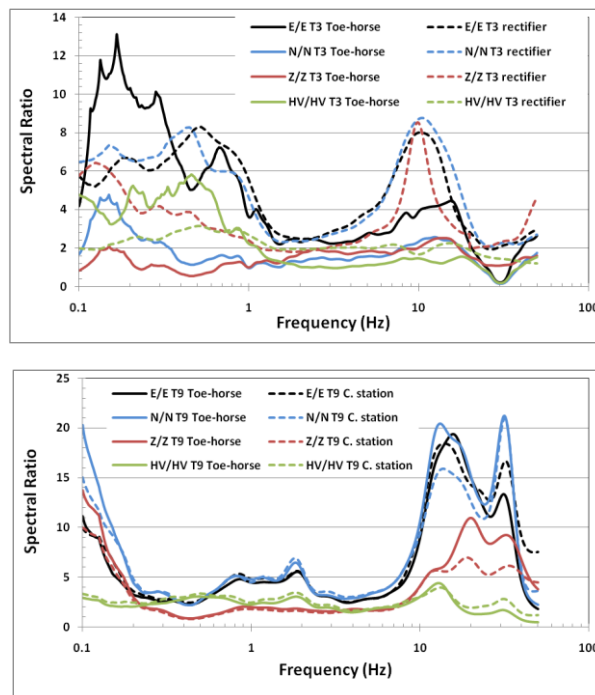 14
12
10
8
6
4
2
0
Spectral Ratio
E/E T3 Toe-horse
E/E T3 rectifier
N/N T3 Toe-horse
N/N T3 rectifier
Z/Z T3 Toe-horse
Z/Z T3 rectifier
HV/HV T3 Toe-horse
HV/HV T3 rectifier
0.1
1
10
100
Frequency (Hz)
25
20
15
10
5
0
Spectral Ratio
E/E T9 Toe-horse
E/E T9 C. station
N/N T9 Toe-horse
N/N T9 C. station
Z/Z T9 Toe-horse
Z/Z T9 C. station
HV/HV T9 Toe-horse
HV/HV T9 C. station
0.1
1
10
100
Frequency (Hz)